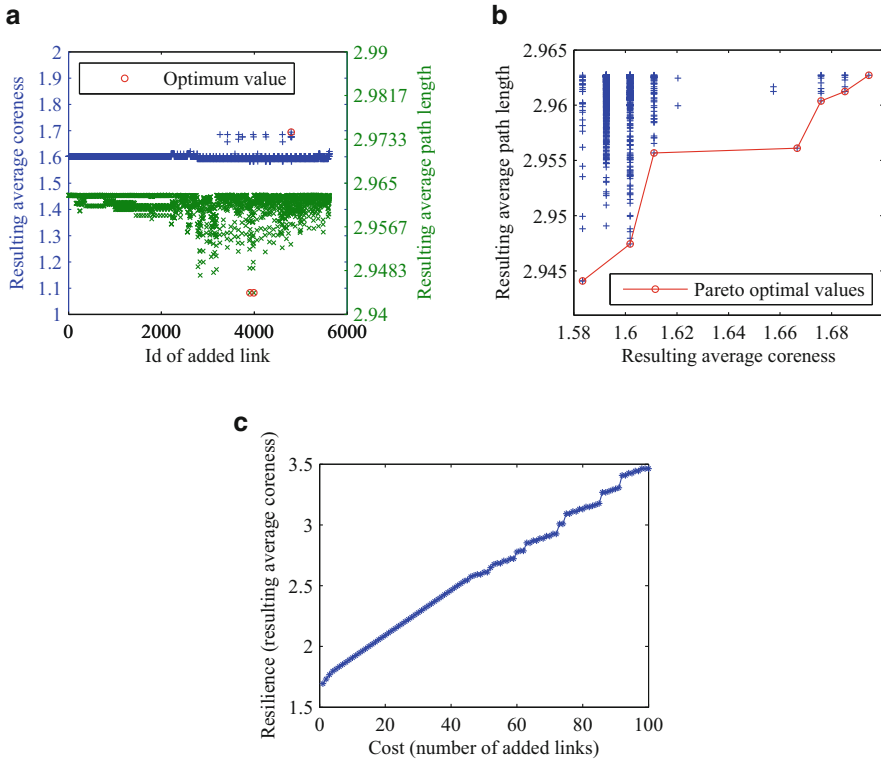 a
2
1.9
1.8
1.7
1.6
1.5
1.4
1.3
1.2
1.1
1
Resulting average coreness
Optimum value
2.99
2.9817
2.9733
2.965
2.9567
2.9483
2.94
Resulting average path length
0 2000 4000 6000
Id of added link
b
2.965
2.96
2.955
2.95
2.945
Resulting average path length
Pareto optimal values
1.58 1.6 1.62 1.64 1.66 1.68
Resulting average coreness
c
3.5
3
2.5
2
1.5
Resilience (resulting average coreness)
0 20 40 60 80 100
Cost (number of added links)